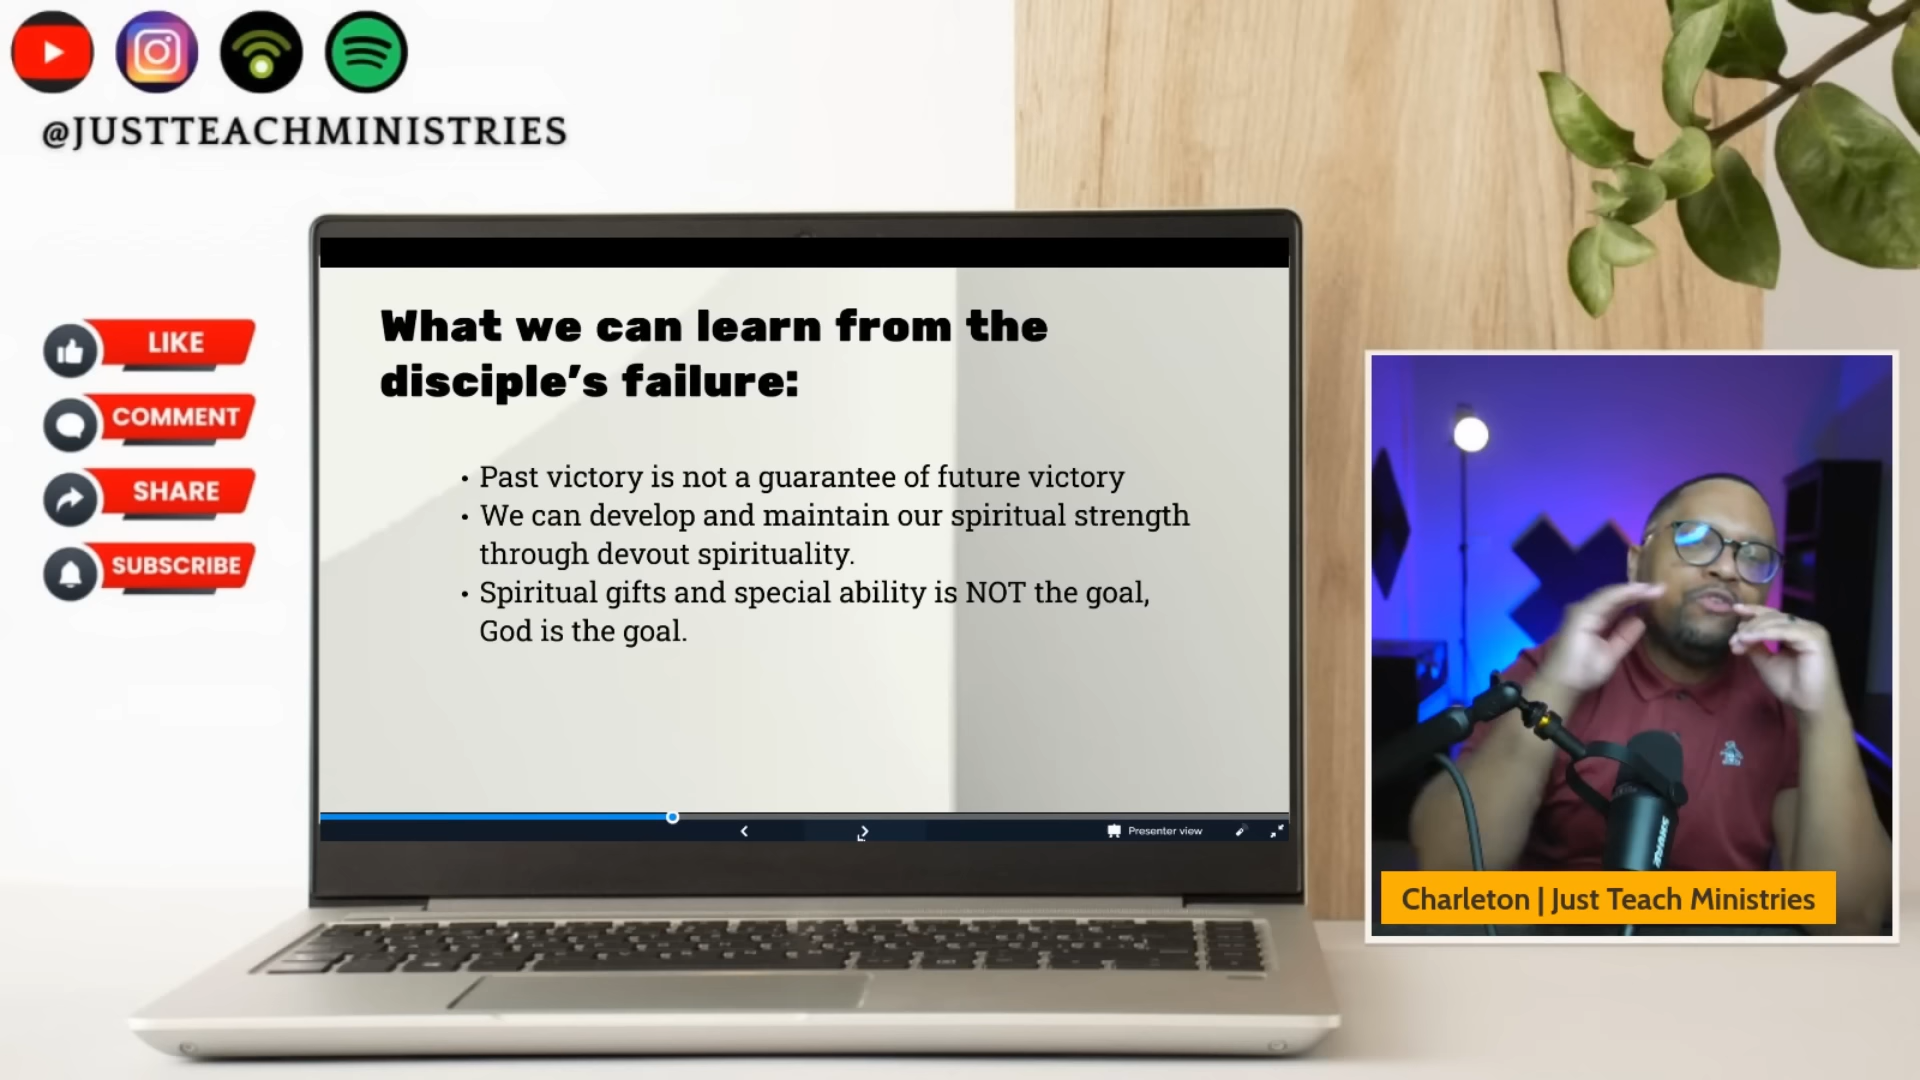 @JUSTTEACHMINISTRIES
LIKE
COMMENT
SHARE
SUBSCRIBE
What we can learn from the
disciple’s failure:
• Past victory is not a guarantee of future victory
• We can develop and maintain our spiritual strength
through devout spirituality.
• Spiritual gifts and special ability is NOT the goal,
God is the goal.
Presenter view
SHURE
Charleton | Just Teach Ministries